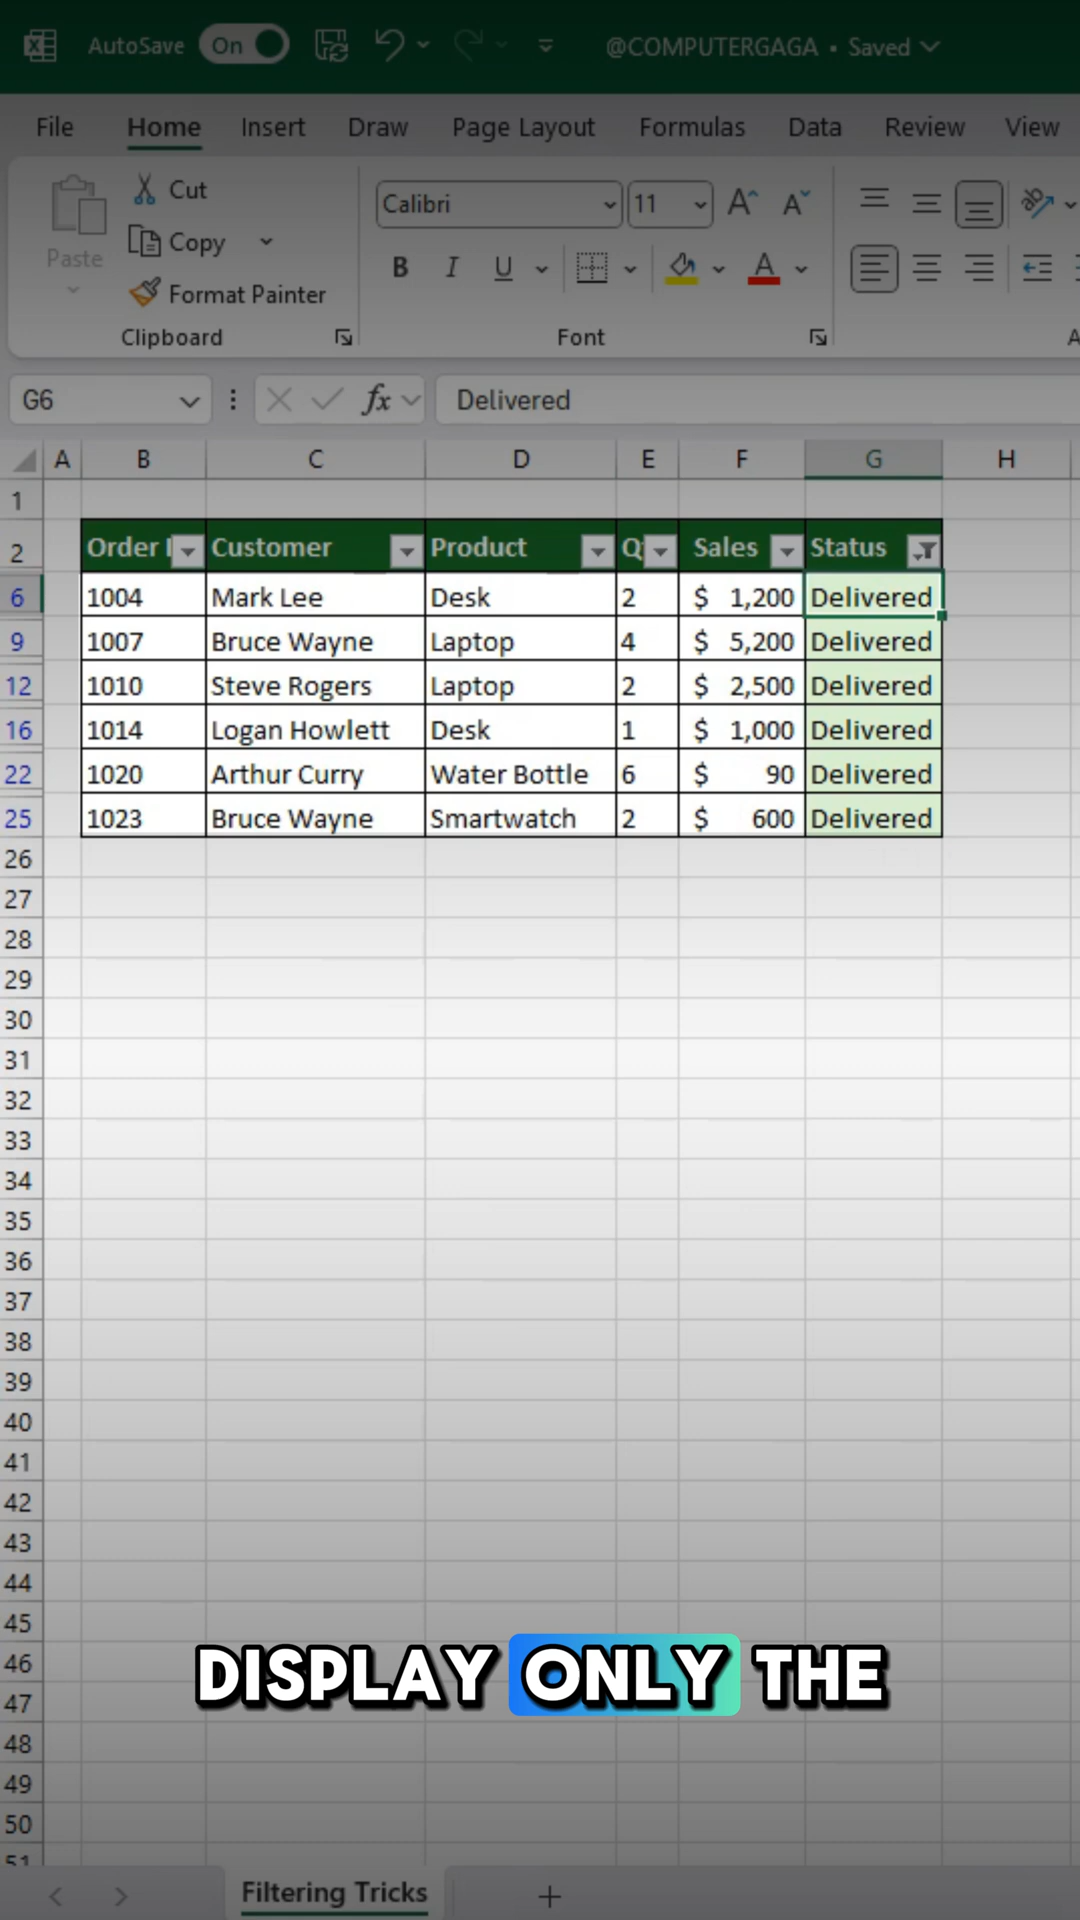 AutoSave On @COMPUTERGAGA • Saved
File Home Insert Draw Page Layout Formulas Data Review View
Paste
Cut
Copy
Format Painter
Clipboard
Calibri 11
B I U A
Font
G6 fx Delivered
A B C D E F G H
1
2 Order Customer Product Q Sales Status
6 1004 Mark Lee Desk 2 $ 1,200 Delivered
9 1007 Bruce Wayne Laptop 4 $ 5,200 Delivered
12 1010 Steve Rogers Laptop 2 $ 2,500 Delivered
16 1014 Logan Howlett Desk 1 $ 1,000 Delivered
22 1020 Arthur Curry Water Bottle 6 $ 90 Delivered
25 1023 Bruce Wayne Smartwatch 2 $ 600 Delivered
26
27
28
29
30
31
32
33
34
35
36
37
38
39
40
41
42
43
44
45
46
47
48
49
50
51
DISPLAY ONLY THE
Filtering Tricks